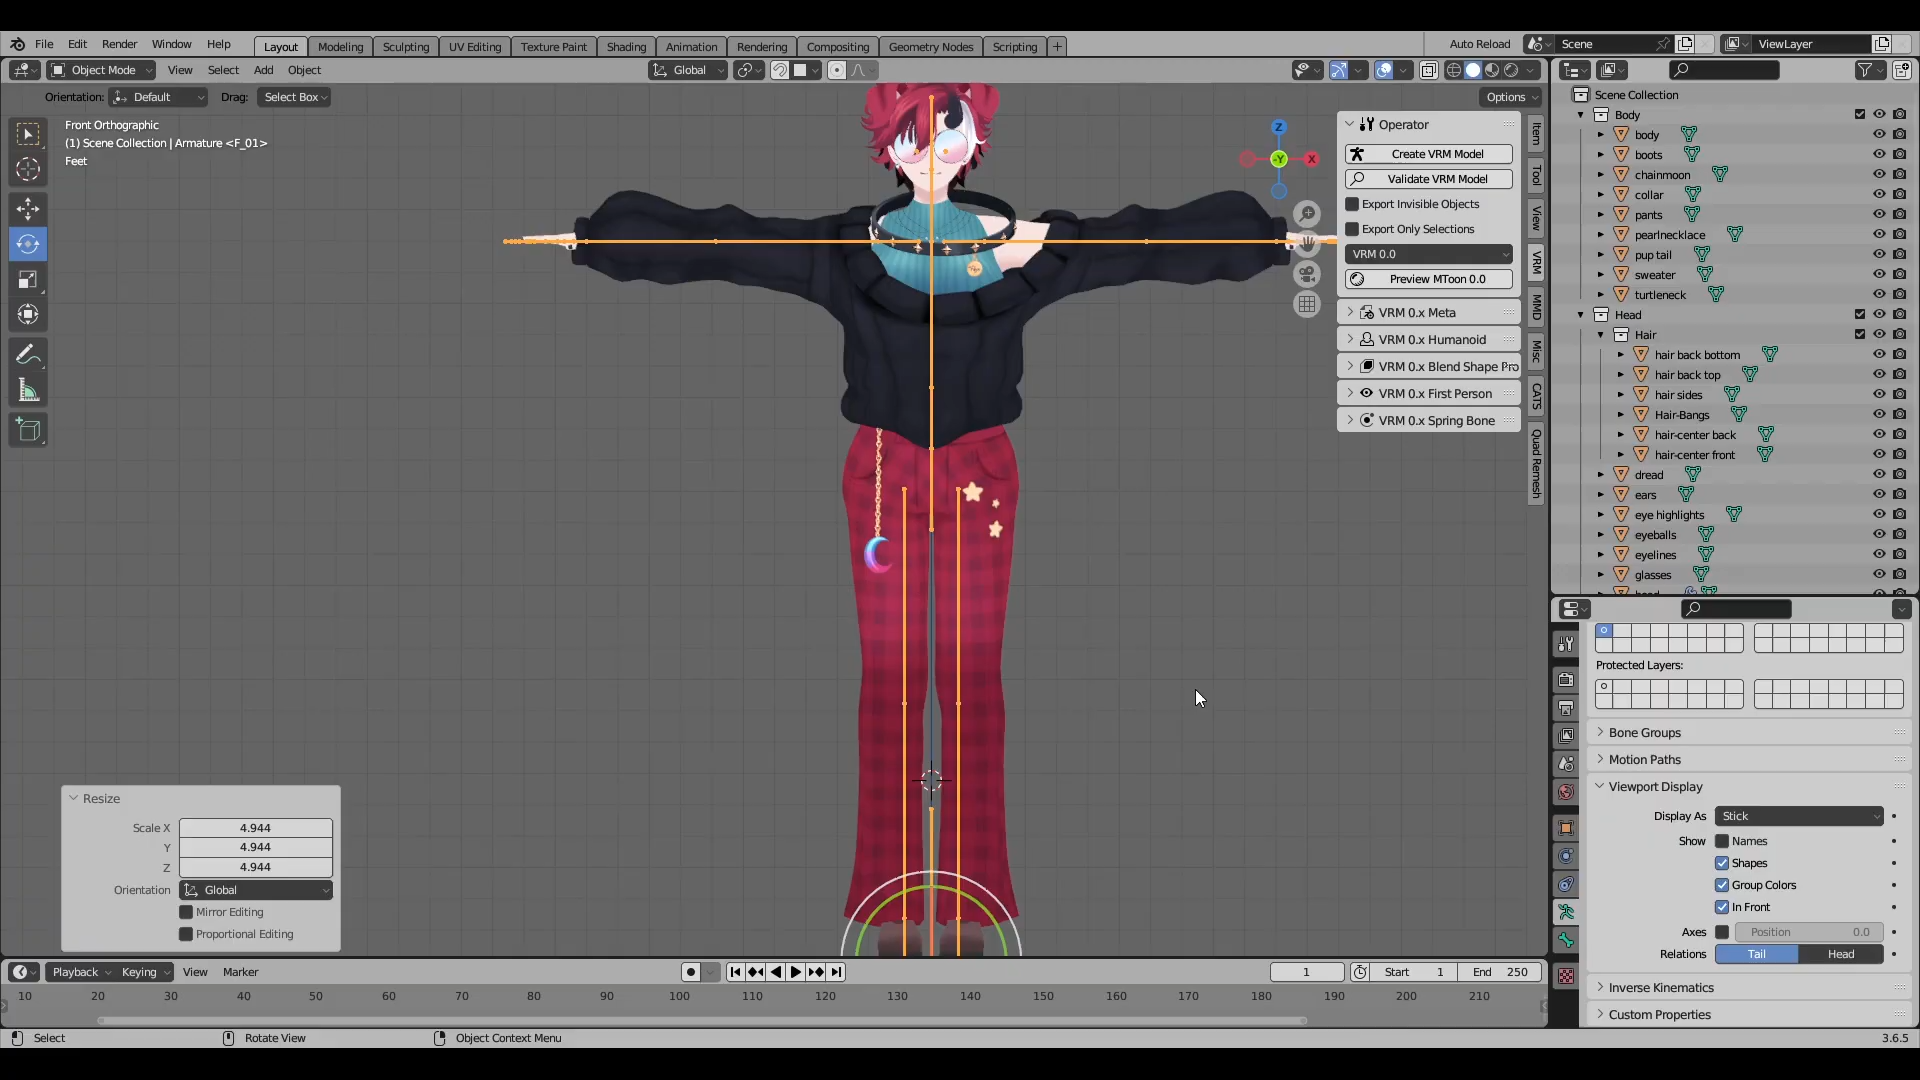 File Edit Render Window Help Layout Modeling Sculpting UV Editing Texture Paint Shading Animation Rendering Compositing Geometry Nodes Scripting + Auto Reload Scene ViewLayer
Object Mode View Select Add Object Global
Orientation: Default Drag: Select Box Options
Front Orthographic
(1) Scene Collection | Armature <F_01>
Feet
Z
-Y
X
Operator
Create VRM Model
Validate VRM Model
Export Invisible Objects
Export Only Selections
VRM 0.0
Preview MToon 0.0
VRM 0.x Meta
VRM 0.x Humanoid
VRM 0.x Blend Shape Pro
VRM 0.x First Person
VRM 0.x Spring Bone
Item
Tool
View
VRM
MMD
Misc
CATS
Quad Remesh
Scene Collection
Body
body
boots
chainmoon
collar
pants
pearlnecklace
pup tail
sweater
turtleneck
Head
Hair
hair back bottom
hair back top
hair sides
Hair-Bangs
hair-center back
hair-center front
dread
ears
eye highlights
eyeballs
eyelines
glasses
Protected Layers:
Bone Groups
Motion Paths
Viewport Display
Display As Stick
Show Names
Shapes
Group Colors
In Front
Axes Position 0.0
Relations Tail Head
Inverse Kinematics
Custom Properties
Resize
Scale X 4.944
Y 4.944
Z 4.944
Orientation Global
Mirror Editing
Proportional Editing
Playback Keying View Marker 1 Start 1 End 250
10 20 30 40 50 60 70 80 90 100 110 120 130 140 150 160 170 180 190 200 210
Select Rotate View Object Context Menu 3.6.5